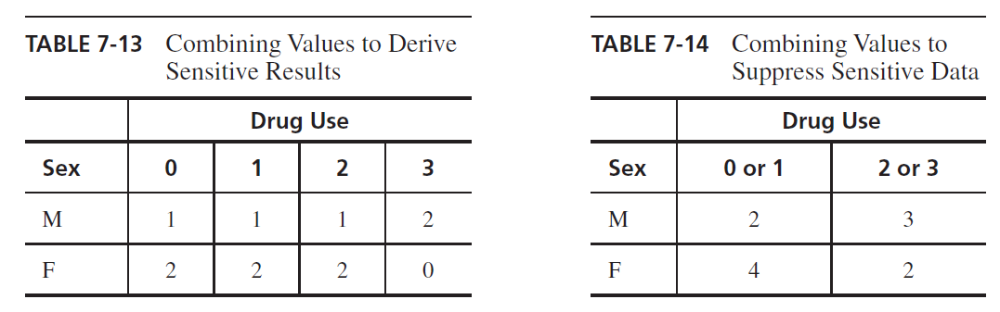 TABLE 7-13 Combining Values to Derive
Sensitive Results
Drug Use
Sex 0 1 2 3
M 1 1 1 2
F 2 2 2 0
TABLE 7-14 Combining Values to
Suppress Sensitive Data
Drug Use
Sex 0 or 1 2 or 3
M 2 3
F 4 2